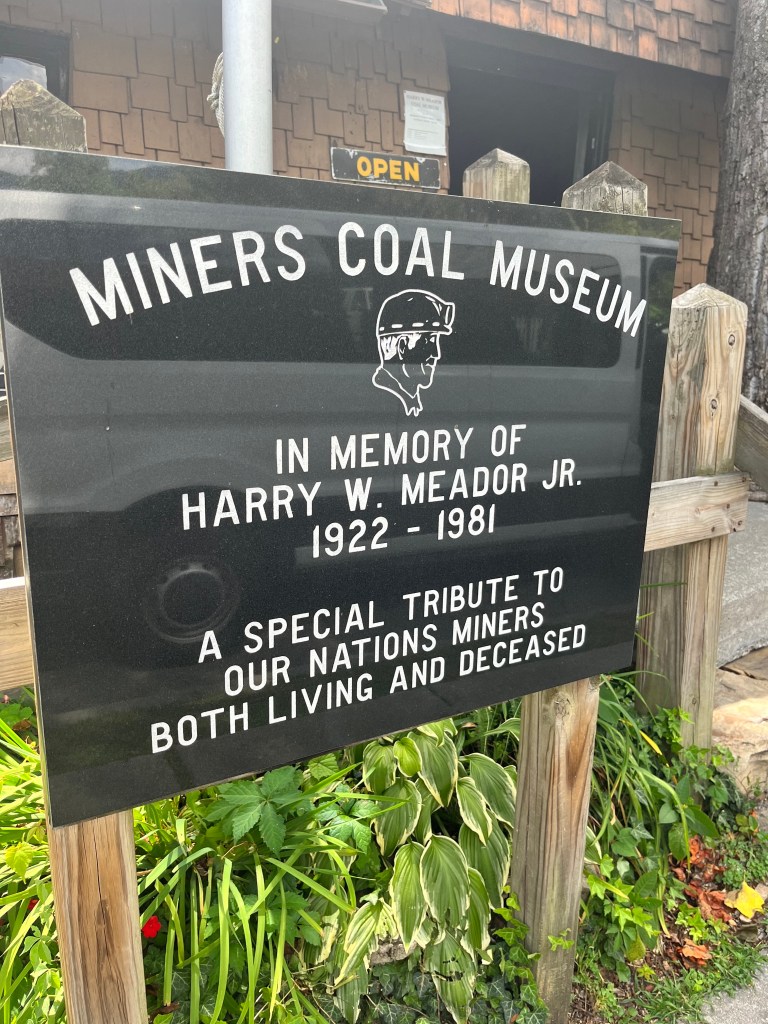 OPEN
MINERS COAL MUSEUM
IN MEMORY OF
HARRY W. MEADOR JR.
1922 - 1981
A SPECIAL TRIBUTE TO
OUR NATIONS MINERS
BOTH LIVING AND DECEASED